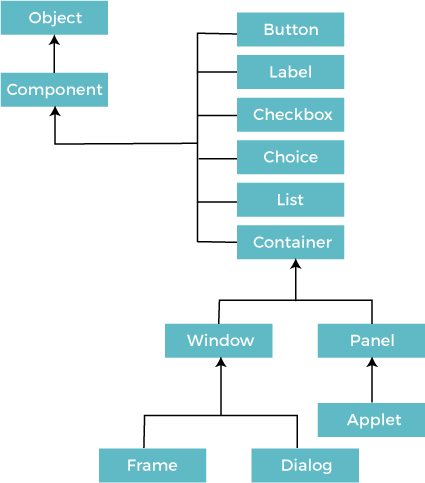 Object
Button
Label
Component
Checkbox
Choice
List
Container
Window
Panel
Applet
Frame
Dialog